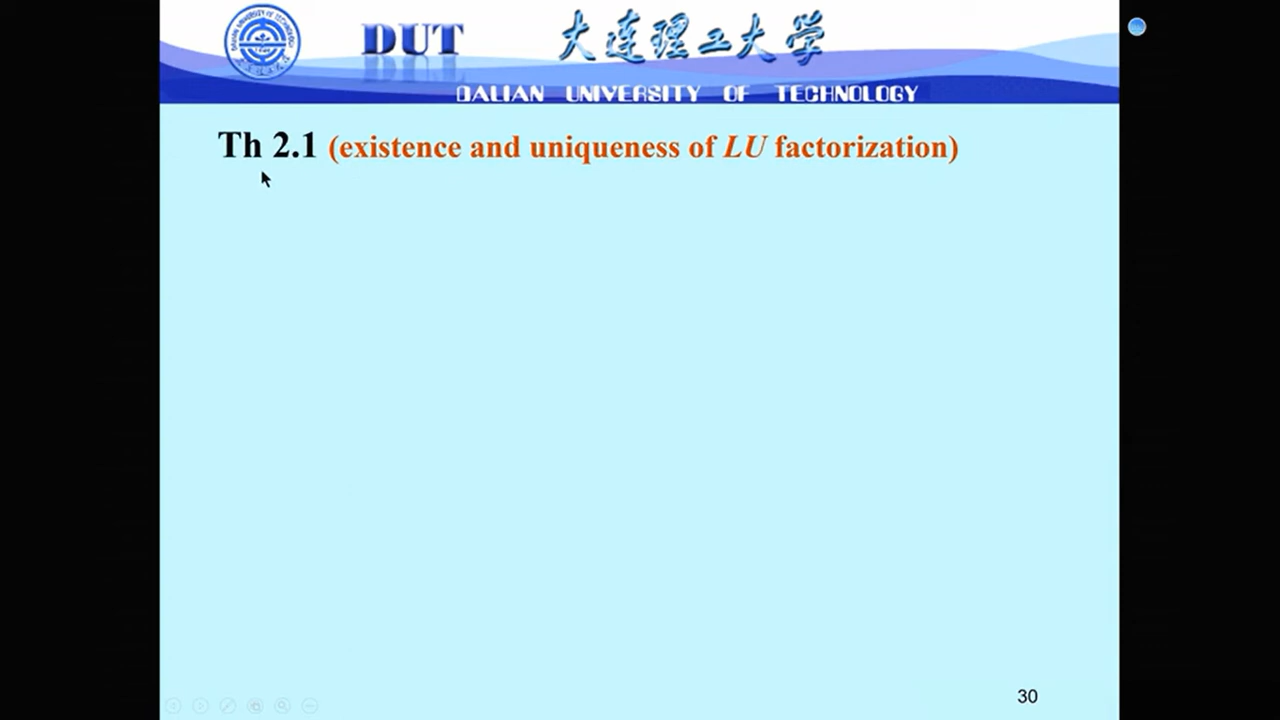 DUT
大连理工大学
DALIAN UNIVERSITY OF TECHNOLOGY
Th 2.1 (existence and uniqueness of LU factorization)
30